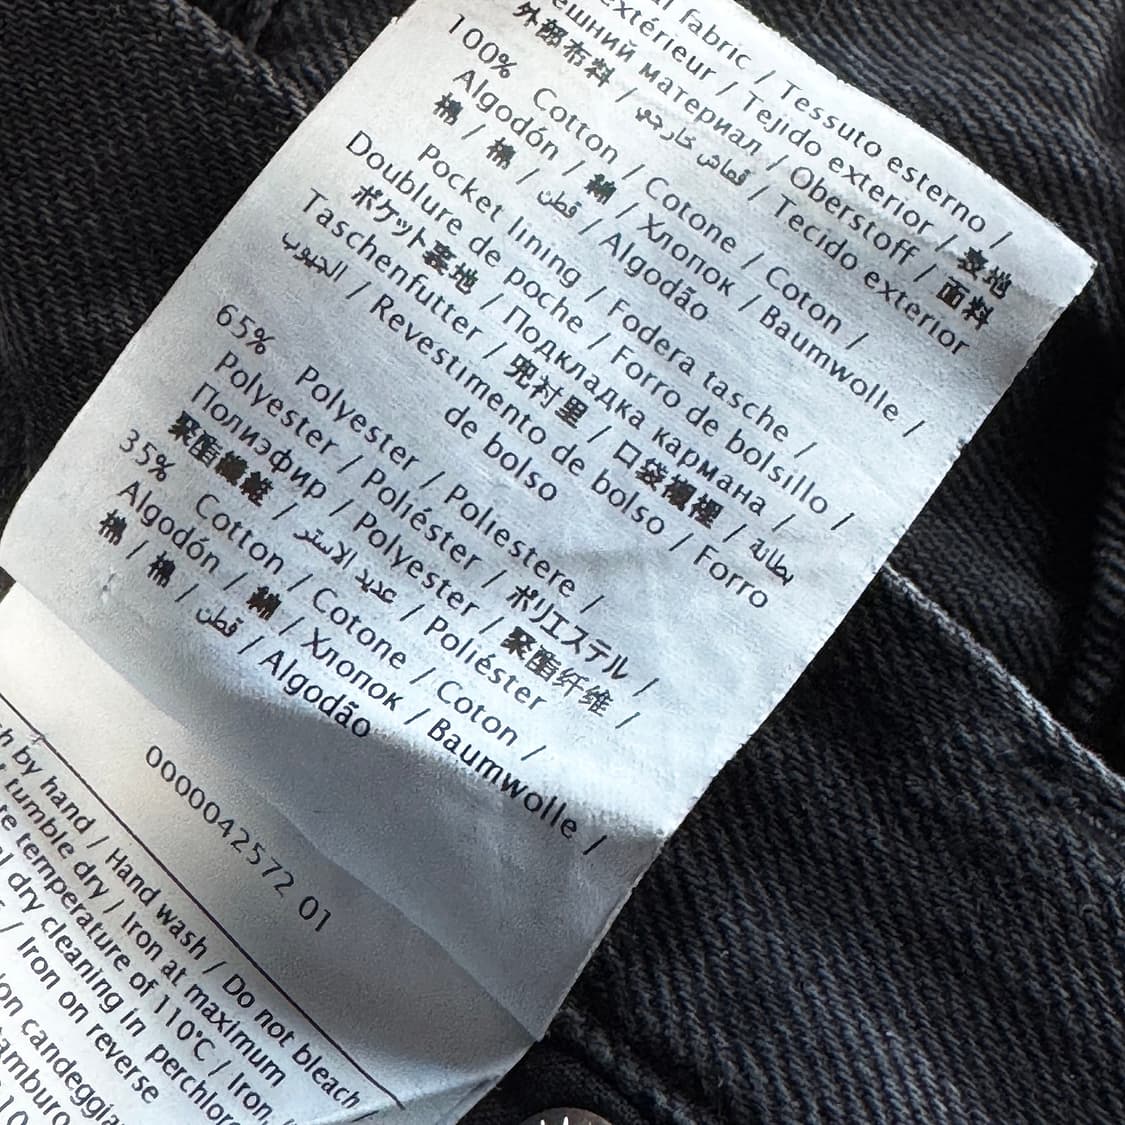 fabric / Tessuto esterno /
extérieur / Tejido exterior / 表地
ешний материал / Oberstoff / 面料
外部布料 / قماش خارجي / Tecido exterior
100% Cotton / Cotone / Coton /
Algodón / 綿 / Хлопок / Baumwolle /
棉 / 棉 / قطن / Algodão
Pocket lining / Fodera tasche /
Doublure de poche / Forro de bolsillo /
ポケット裏地 / Подкладка кармана /
Taschenfutter / 兜衬里 / 口袋襯裡 / بطانة
الجيوب / Revestimento de bolso / Forro
de bolso
65% Polyester / Poliestere /
Polyester / Poliéster / ポリエステル /
Полиэфир / Polyester / 聚酯纤维 /
聚酯纖維 / عديد الاستر / Poliéster
35% Cotton / Cotone / Coton /
Algodón / 綿 / Хлопок / Baumwolle /
棉 / 棉 / قطن / Algodão
0000042572 01
by hand / Hand wash / Do not bleach /
tumble dry / Iron at maximum
temperature of 110°C / Iron,
dry cleaning in
/ Iron on reverse